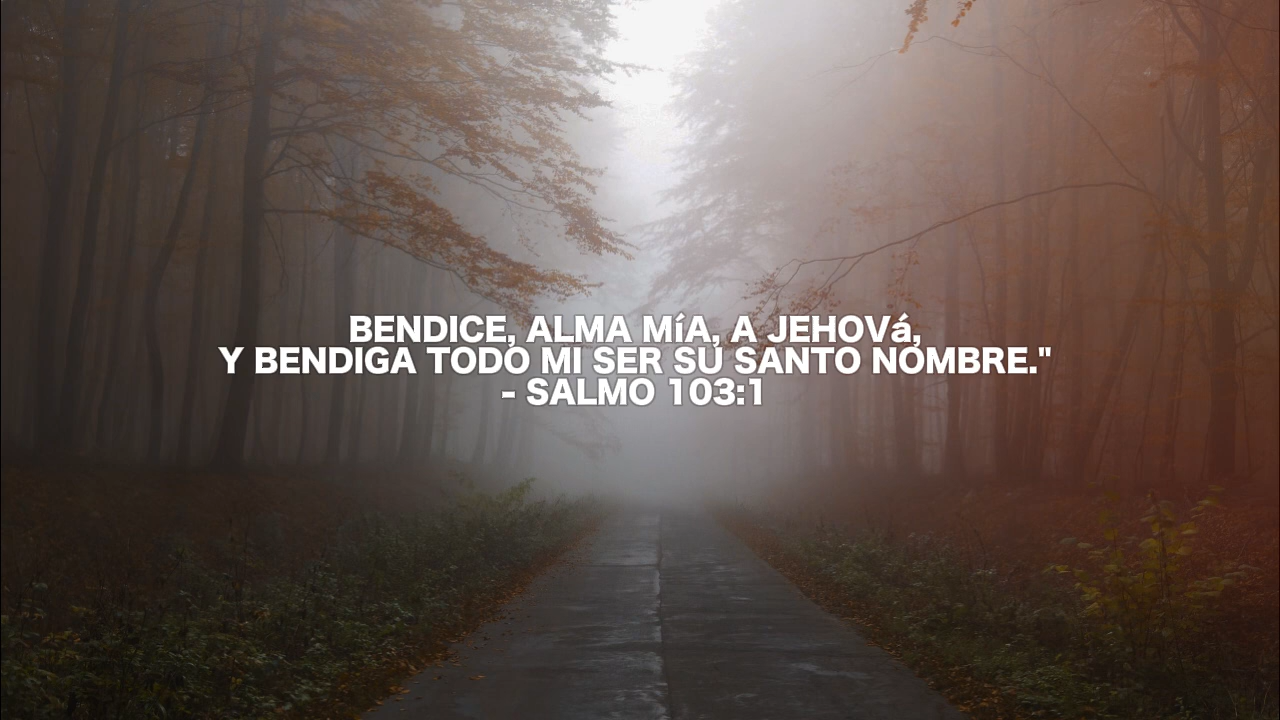 BENDICE, ALMA MíA, A JEHOVá,
Y BENDIGA TODO MI SER SU SANTO NOMBRE."
- SALMO 103:1